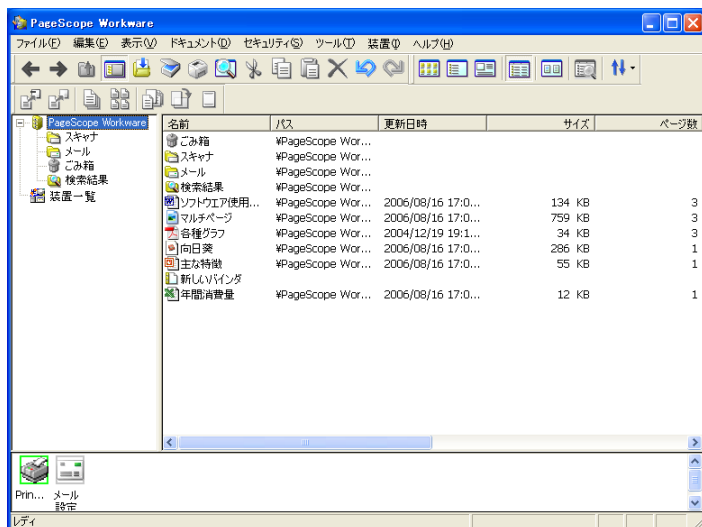 PageScope Workware
ファイル(F) 編集(E) 表示(V) ドキュメント(D) セキュリティ(S) ツール(T) 装置(I) ヘルプ(H)
PageScope Workware
スキャナ
メール
ごみ箱
検索結果
装置一覧
名前 パス 更新日時 サイズ ページ数
ごみ箱 ¥PageScope Wor...
スキャナ ¥PageScope Wor...
メール ¥PageScope Wor...
検索結果 ¥PageScope Wor...
ソフトウエア使用... ¥PageScope Wor... 2006/08/16 17:0... 134 KB 3
マルチページ ¥PageScope Wor... 2006/08/16 17:0... 759 KB 3
各種グラフ ¥PageScope Wor... 2004/12/19 19:1... 34 KB 3
向日葵 ¥PageScope Wor... 2006/08/16 17:0... 286 KB 1
主な特徴 ¥PageScope Wor... 2006/08/16 17:0... 55 KB 1
新しいバインダ ¥PageScope Wor...
年間消費量 ¥PageScope Wor... 2006/08/16 17:0... 12 KB 1
Prin... メール設定
レディ